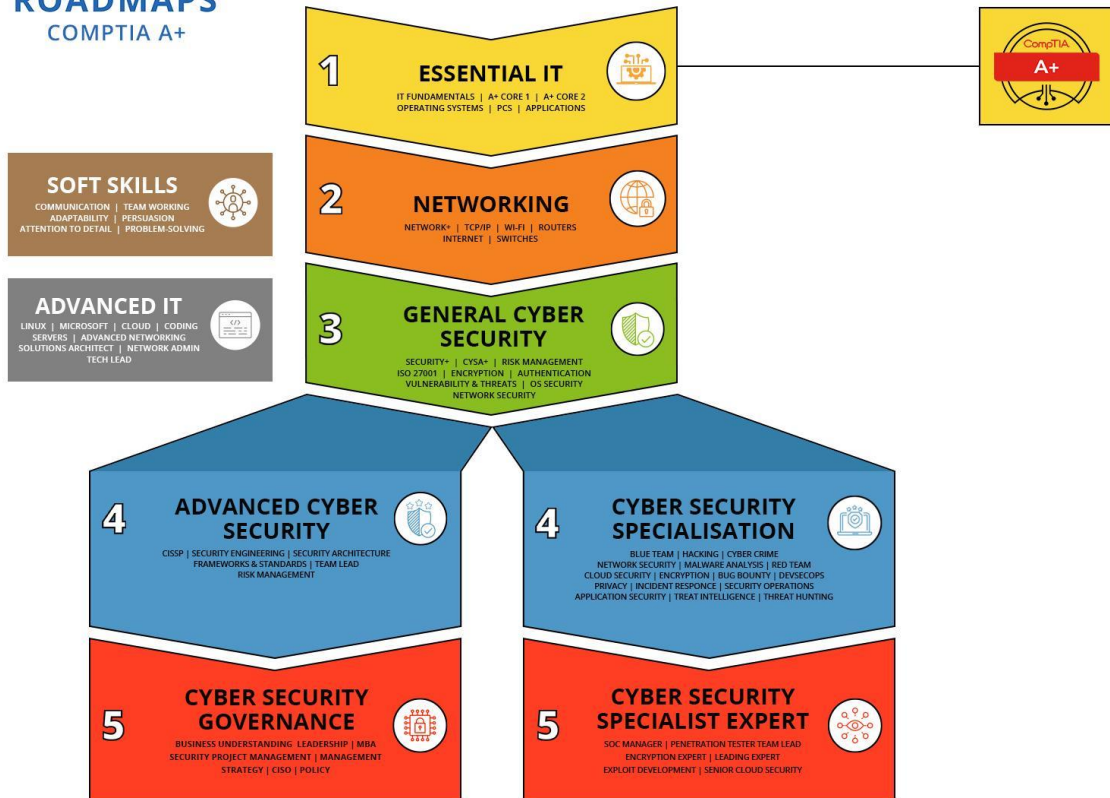 ROADMAPS
COMPTIA A+
1
ESSENTIAL IT
IT FUNDAMENTALS | A+ CORE 1 | A+ CORE 2
OPERATING SYSTEMS | PCS | APPLICATIONS
CompTIA
A+
SOFT SKILLS
COMMUNICATION | TEAM WORKING
ADAPTABILITY | PERSUASION
ATTENTION TO DETAIL | PROBLEM-SOLVING
2
NETWORKING
NETWORK+ | TCP/IP | WI-FI | ROUTERS
INTERNET | SWITCHES
ADVANCED IT
LINUX | MICROSOFT | CLOUD | CODING
SERVERS | ADVANCED NETWORKING
SOLUTIONS ARCHITECT | NETWORK ADMIN
TECH LEAD
3
GENERAL CYBER
SECURITY
SECURITY+ | CYSA+ | RISK MANAGEMENT
ISO 27001 | ENCRYPTION | AUTHENTICATION
VULNERABILITY & THREATS | OS SECURITY
NETWORK SECURITY
4
ADVANCED CYBER
SECURITY
CISSP | SECURITY ENGINEERING | SECURITY ARCHITECTURE
FRAMEWORKS & STANDARDS | TEAM LEAD
RISK MANAGEMENT
4
CYBER SECURITY
SPECIALISATION
BLUE TEAM | HACKING | CYBER CRIME
NETWORK SECURITY | MALWARE ANALYSIS | RED TEAM
CLOUD SECURITY | ENCRYPTION | BUG BOUNTY | DEVSECOPS
PRIVACY | INCIDENT RESPONCE | SECURITY OPERATIONS
APPLICATION SECURITY | TREAT INTELLIGENCE | THREAT HUNTING
5
CYBER SECURITY
GOVERNANCE
BUSINESS UNDERSTANDING LEADERSHIP | MBA
SECURITY PROJECT MANAGEMENT | MANAGEMENT
STRATEGY | CISO | POLICY
5
CYBER SECURITY
SPECIALIST EXPERT
SOC MANAGER | PENETRATION TESTER TEAM LEAD
ENCRYPTION EXPERT | LEADING EXPERT
EXPLOIT DEVELOPMENT | SENIOR CLOUD SECURITY